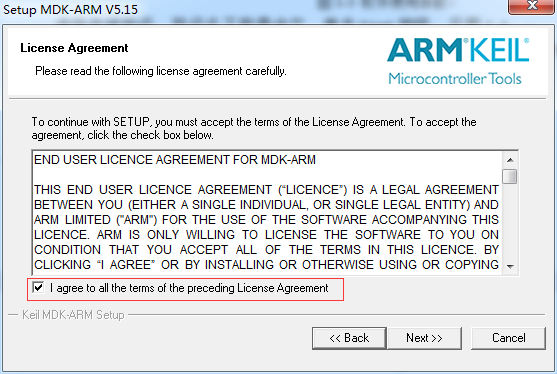 Setup MDK-ARM V5.15
License Agreement
Please read the following license agreement carefully.
ARM®KEIL®
Microcontroller Tools
To continue with SETUP, you must accept the terms of the License Agreement. To accept the
agreement, click the check box below.
END USER LICENCE AGREEMENT FOR MDK-ARM
THIS END USER LICENCE AGREEMENT (“LICENCE”) IS A LEGAL AGREEMENT
BETWEEN YOU (EITHER A SINGLE INDIVIDUAL, OR SINGLE LEGAL ENTITY) AND
ARM LIMITED ("ARM") FOR THE USE OF THE SOFTWARE ACCOMPANYING THIS
LICENCE. ARM IS ONLY WILLING TO LICENSE THE SOFTWARE TO YOU ON
CONDITION THAT YOU ACCEPT ALL OF THE TERMS IN THIS LICENCE. BY
CLICKING “I AGREE” OR BY INSTALLING OR OTHERWISE USING OR COPYING
I agree to all the terms of the preceding License Agreement
Keil MDK-ARM Setup
<< Back
Next >>
Cancel